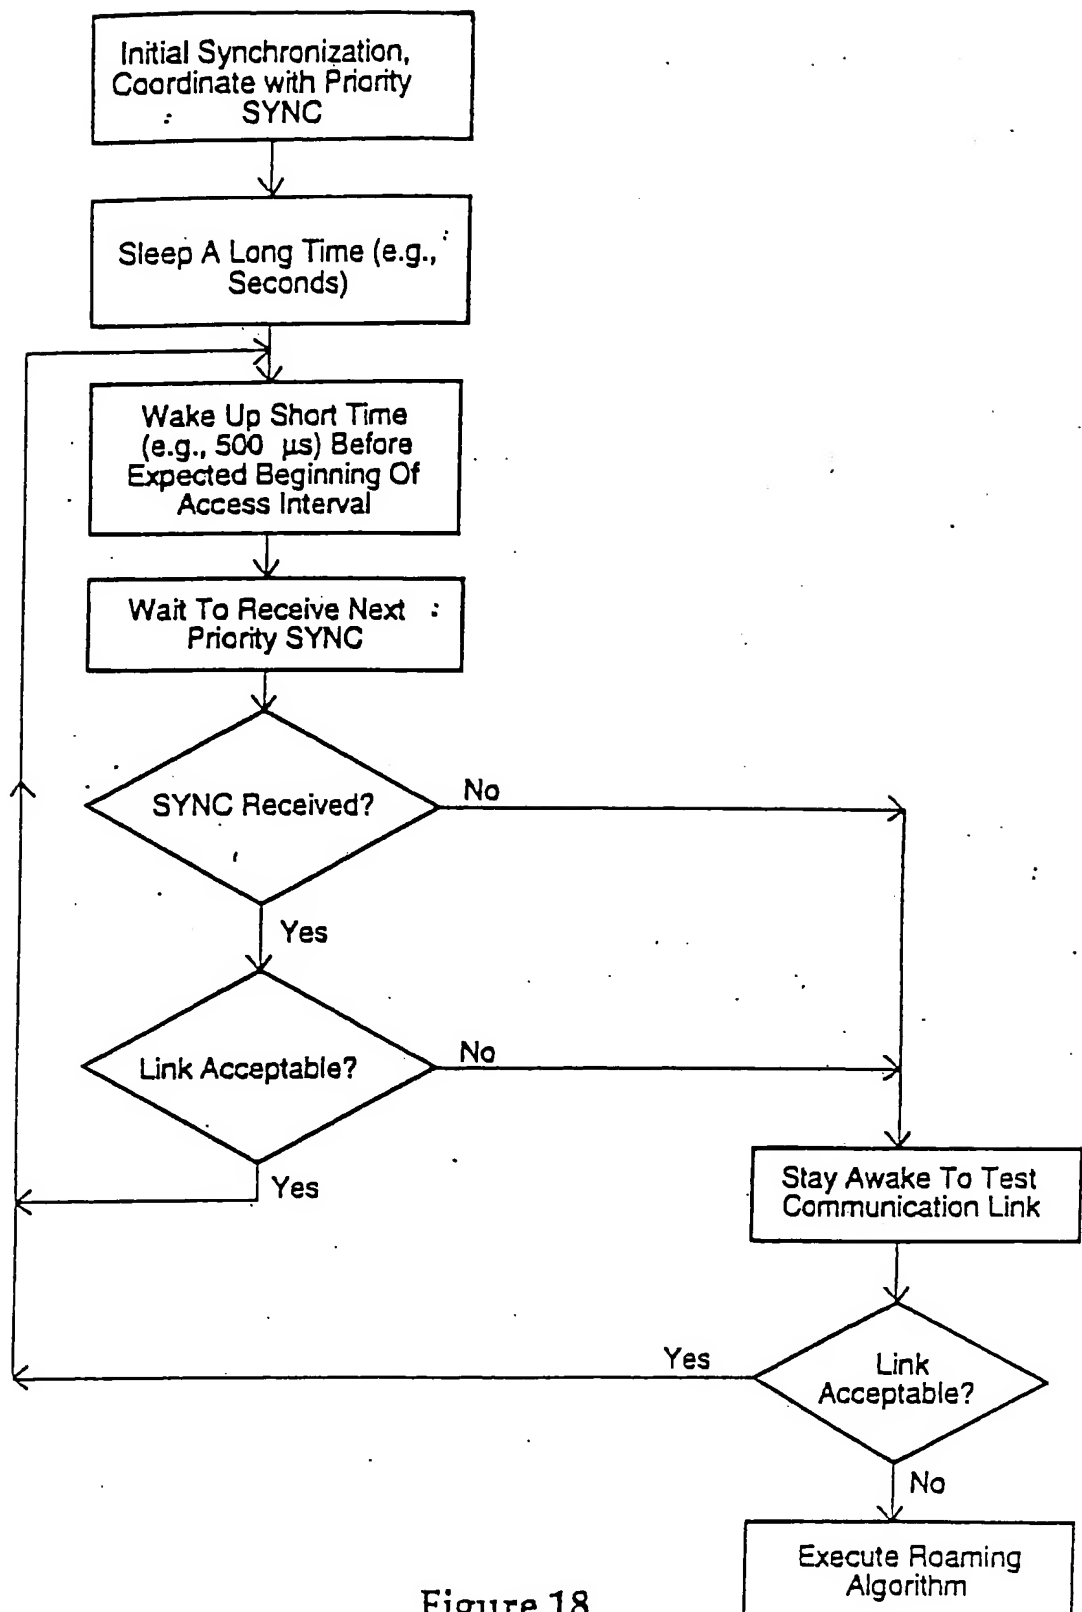 Initial Synchronization,
Coordinate with Priority
SYNC
Sleep A Long Time (e.g.,
Seconds)
Wake Up Short Time
(e.g., 500 µs) Before
Expected Beginning Of
Access Interval
Wait To Receive Next
Priority SYNC
SYNC Received?
No
Yes
Link Acceptable?
No
Yes
Stay Awake To Test
Communication Link
Yes
Link
Acceptable?
No
Execute Roaming
Algorithm
Figure 18